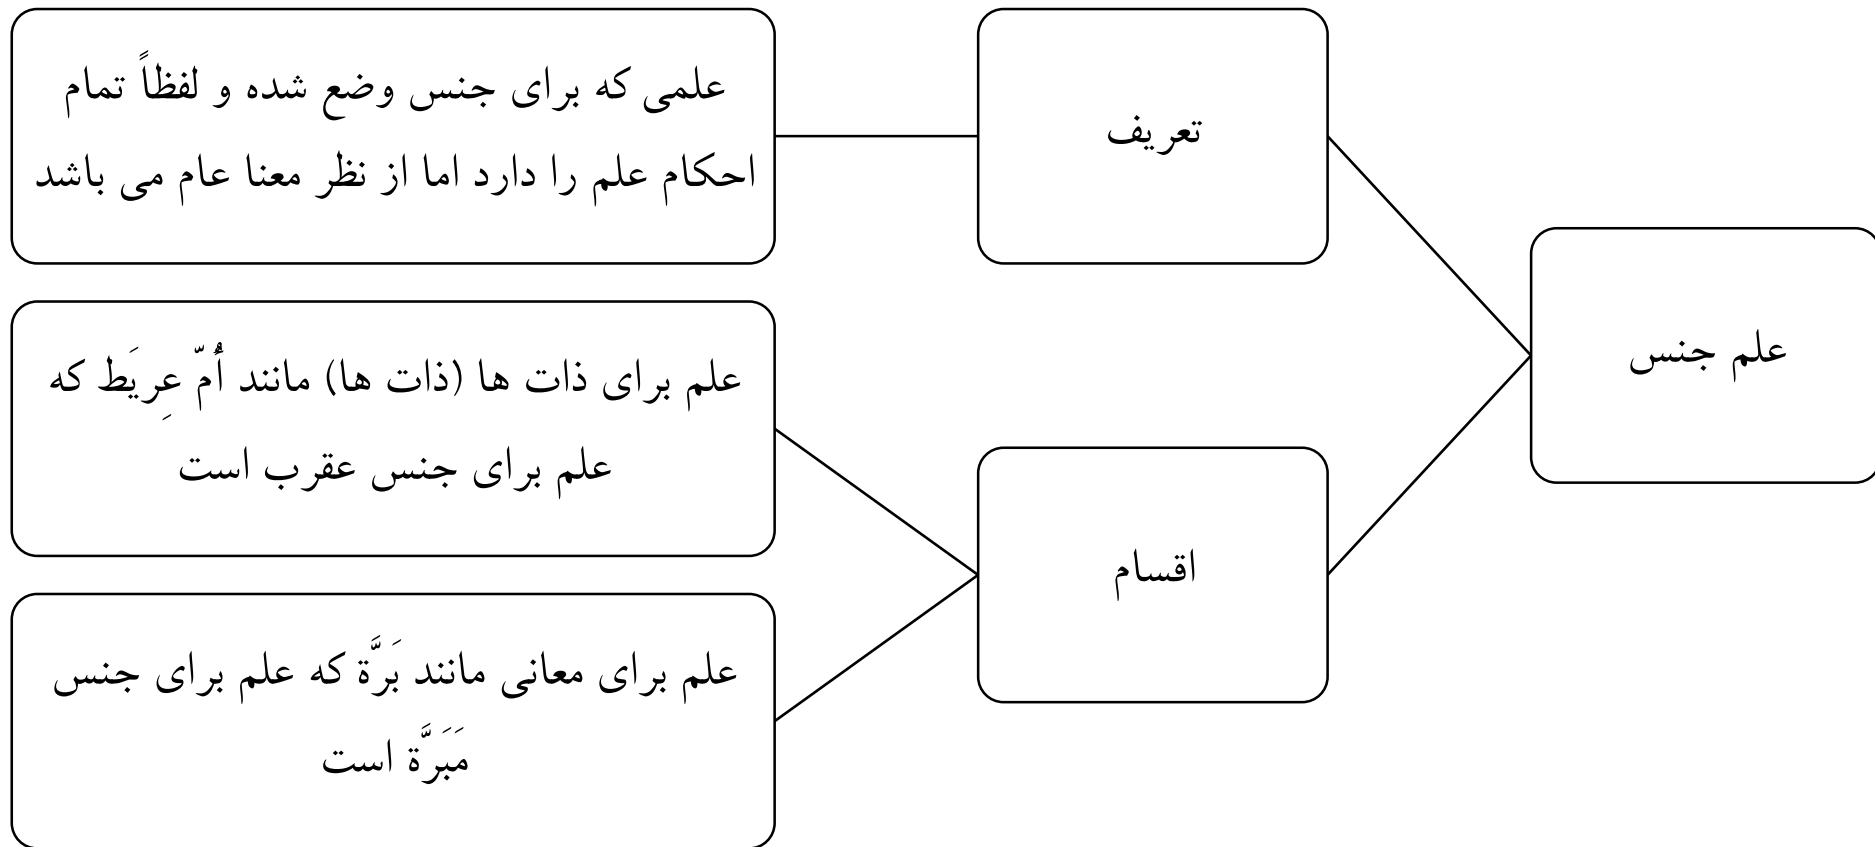 علم جنس
تعریف
علمی که برای جنس وضع شده و لفظاً تمام
احکام علم را دارد اما از نظر معنا عام می باشد
اقسام
علم برای ذات ها (ذات ها) مانند أُمّ عِریَط که
علم برای جنس عقرب است
علم برای معانی مانند بَرَّة که علم برای جنس
مَبَرَّة است